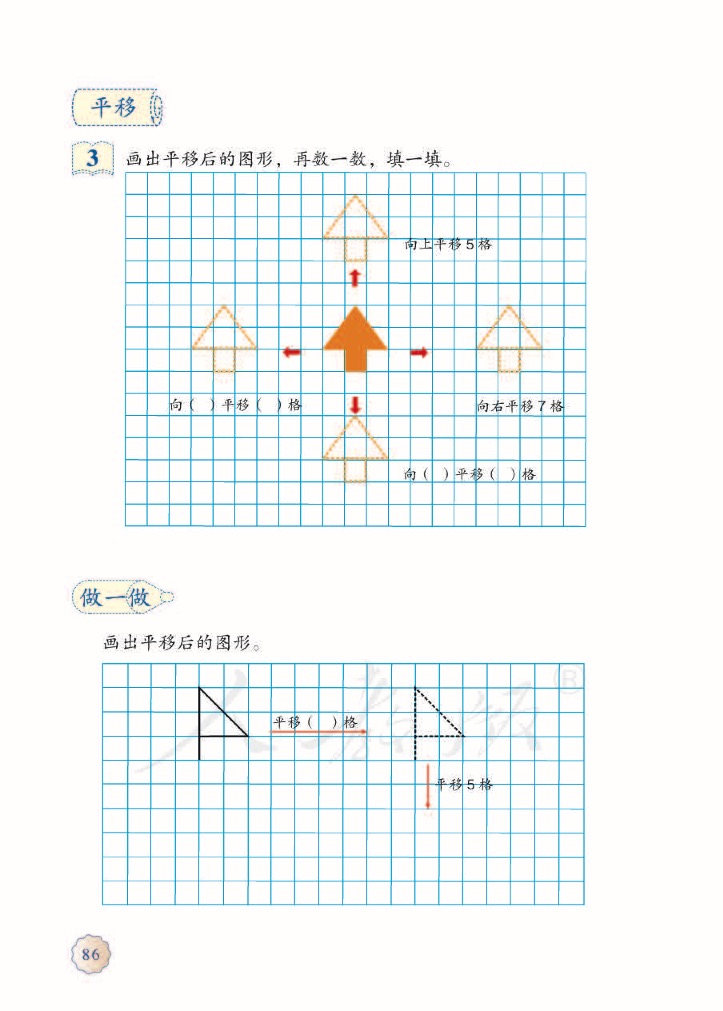 平移
3 画出平移后的图形，再数一数，填一填。
向上平移5格
向（ ）平移（ ）格
向右平移7格
向（ ）平移（ ）格
做一做
画出平移后的图形。
平移（ ）格
平移5格
86